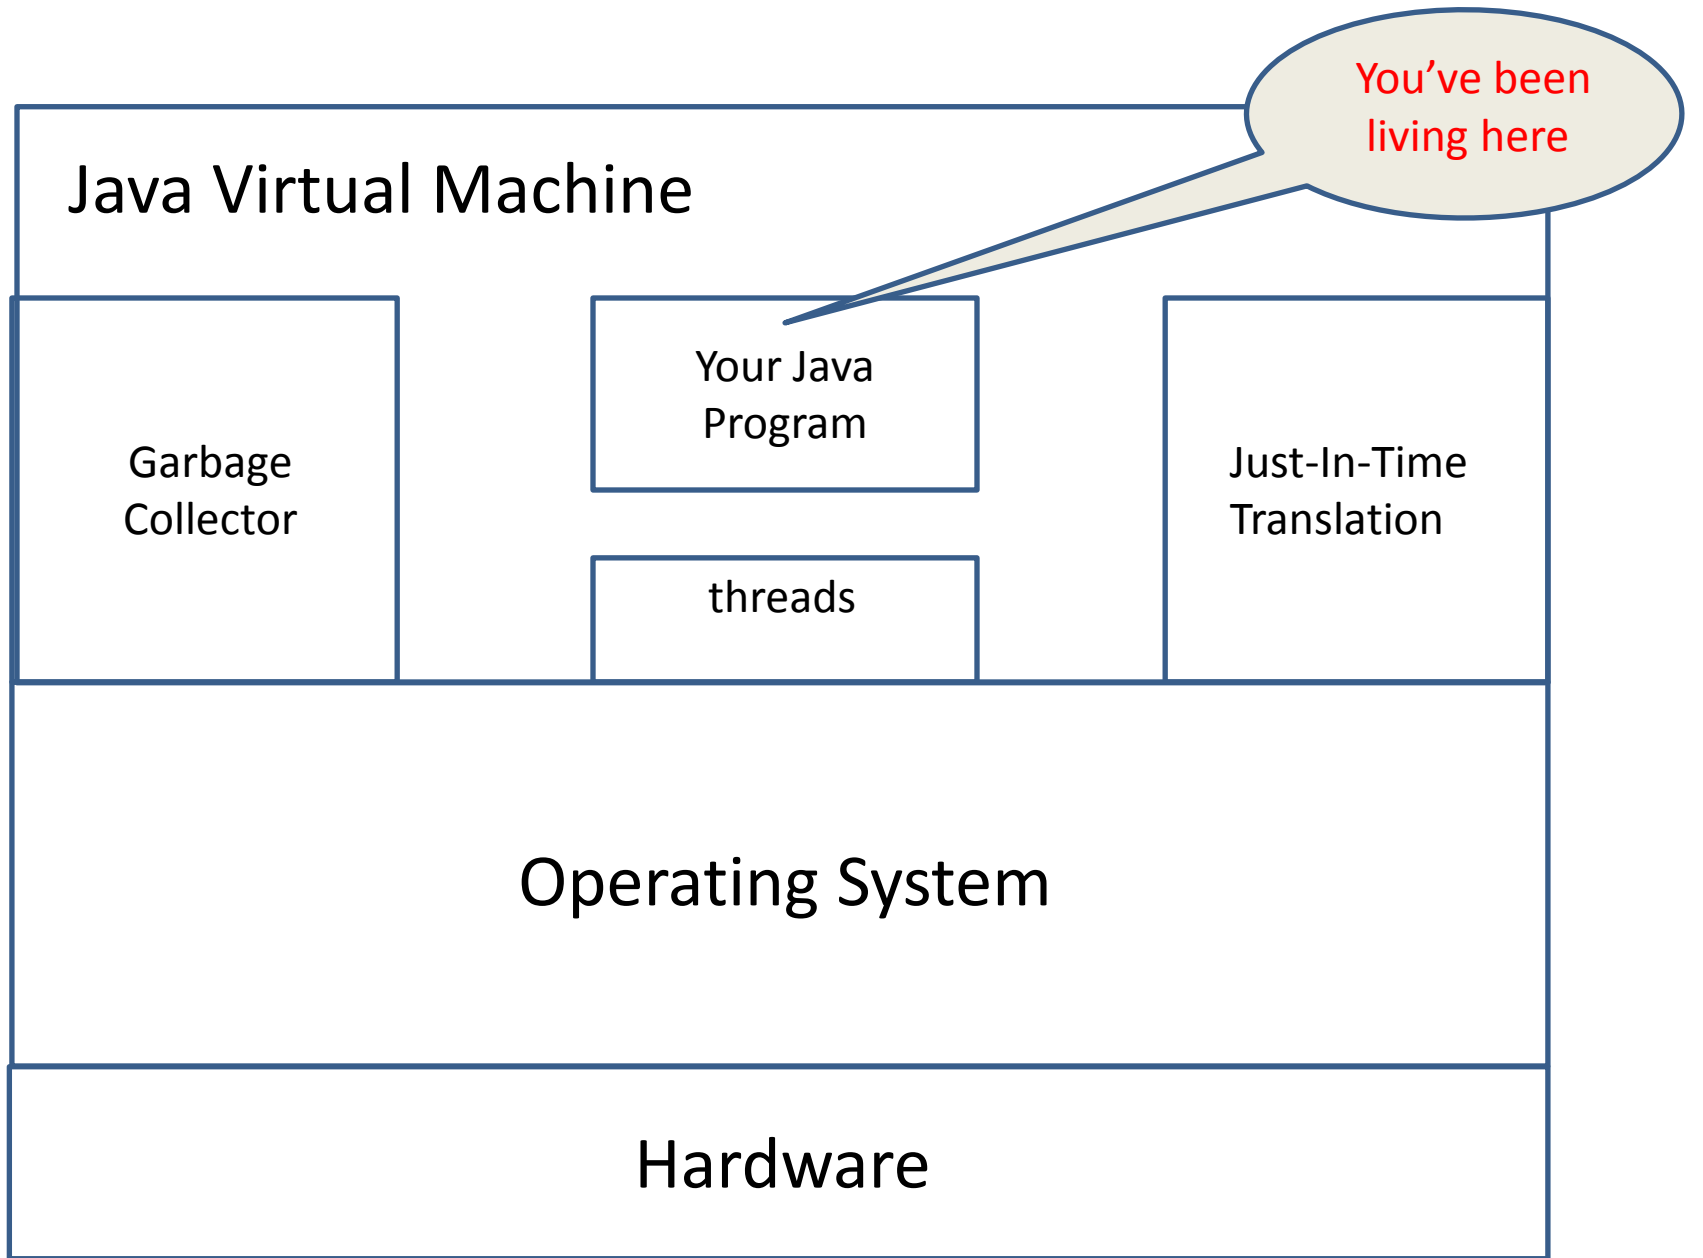 You’ve been
living here
Java Virtual Machine
Your Java
Program
Garbage
Collector
Just-In-Time
Translation
threads
Operating System
Hardware